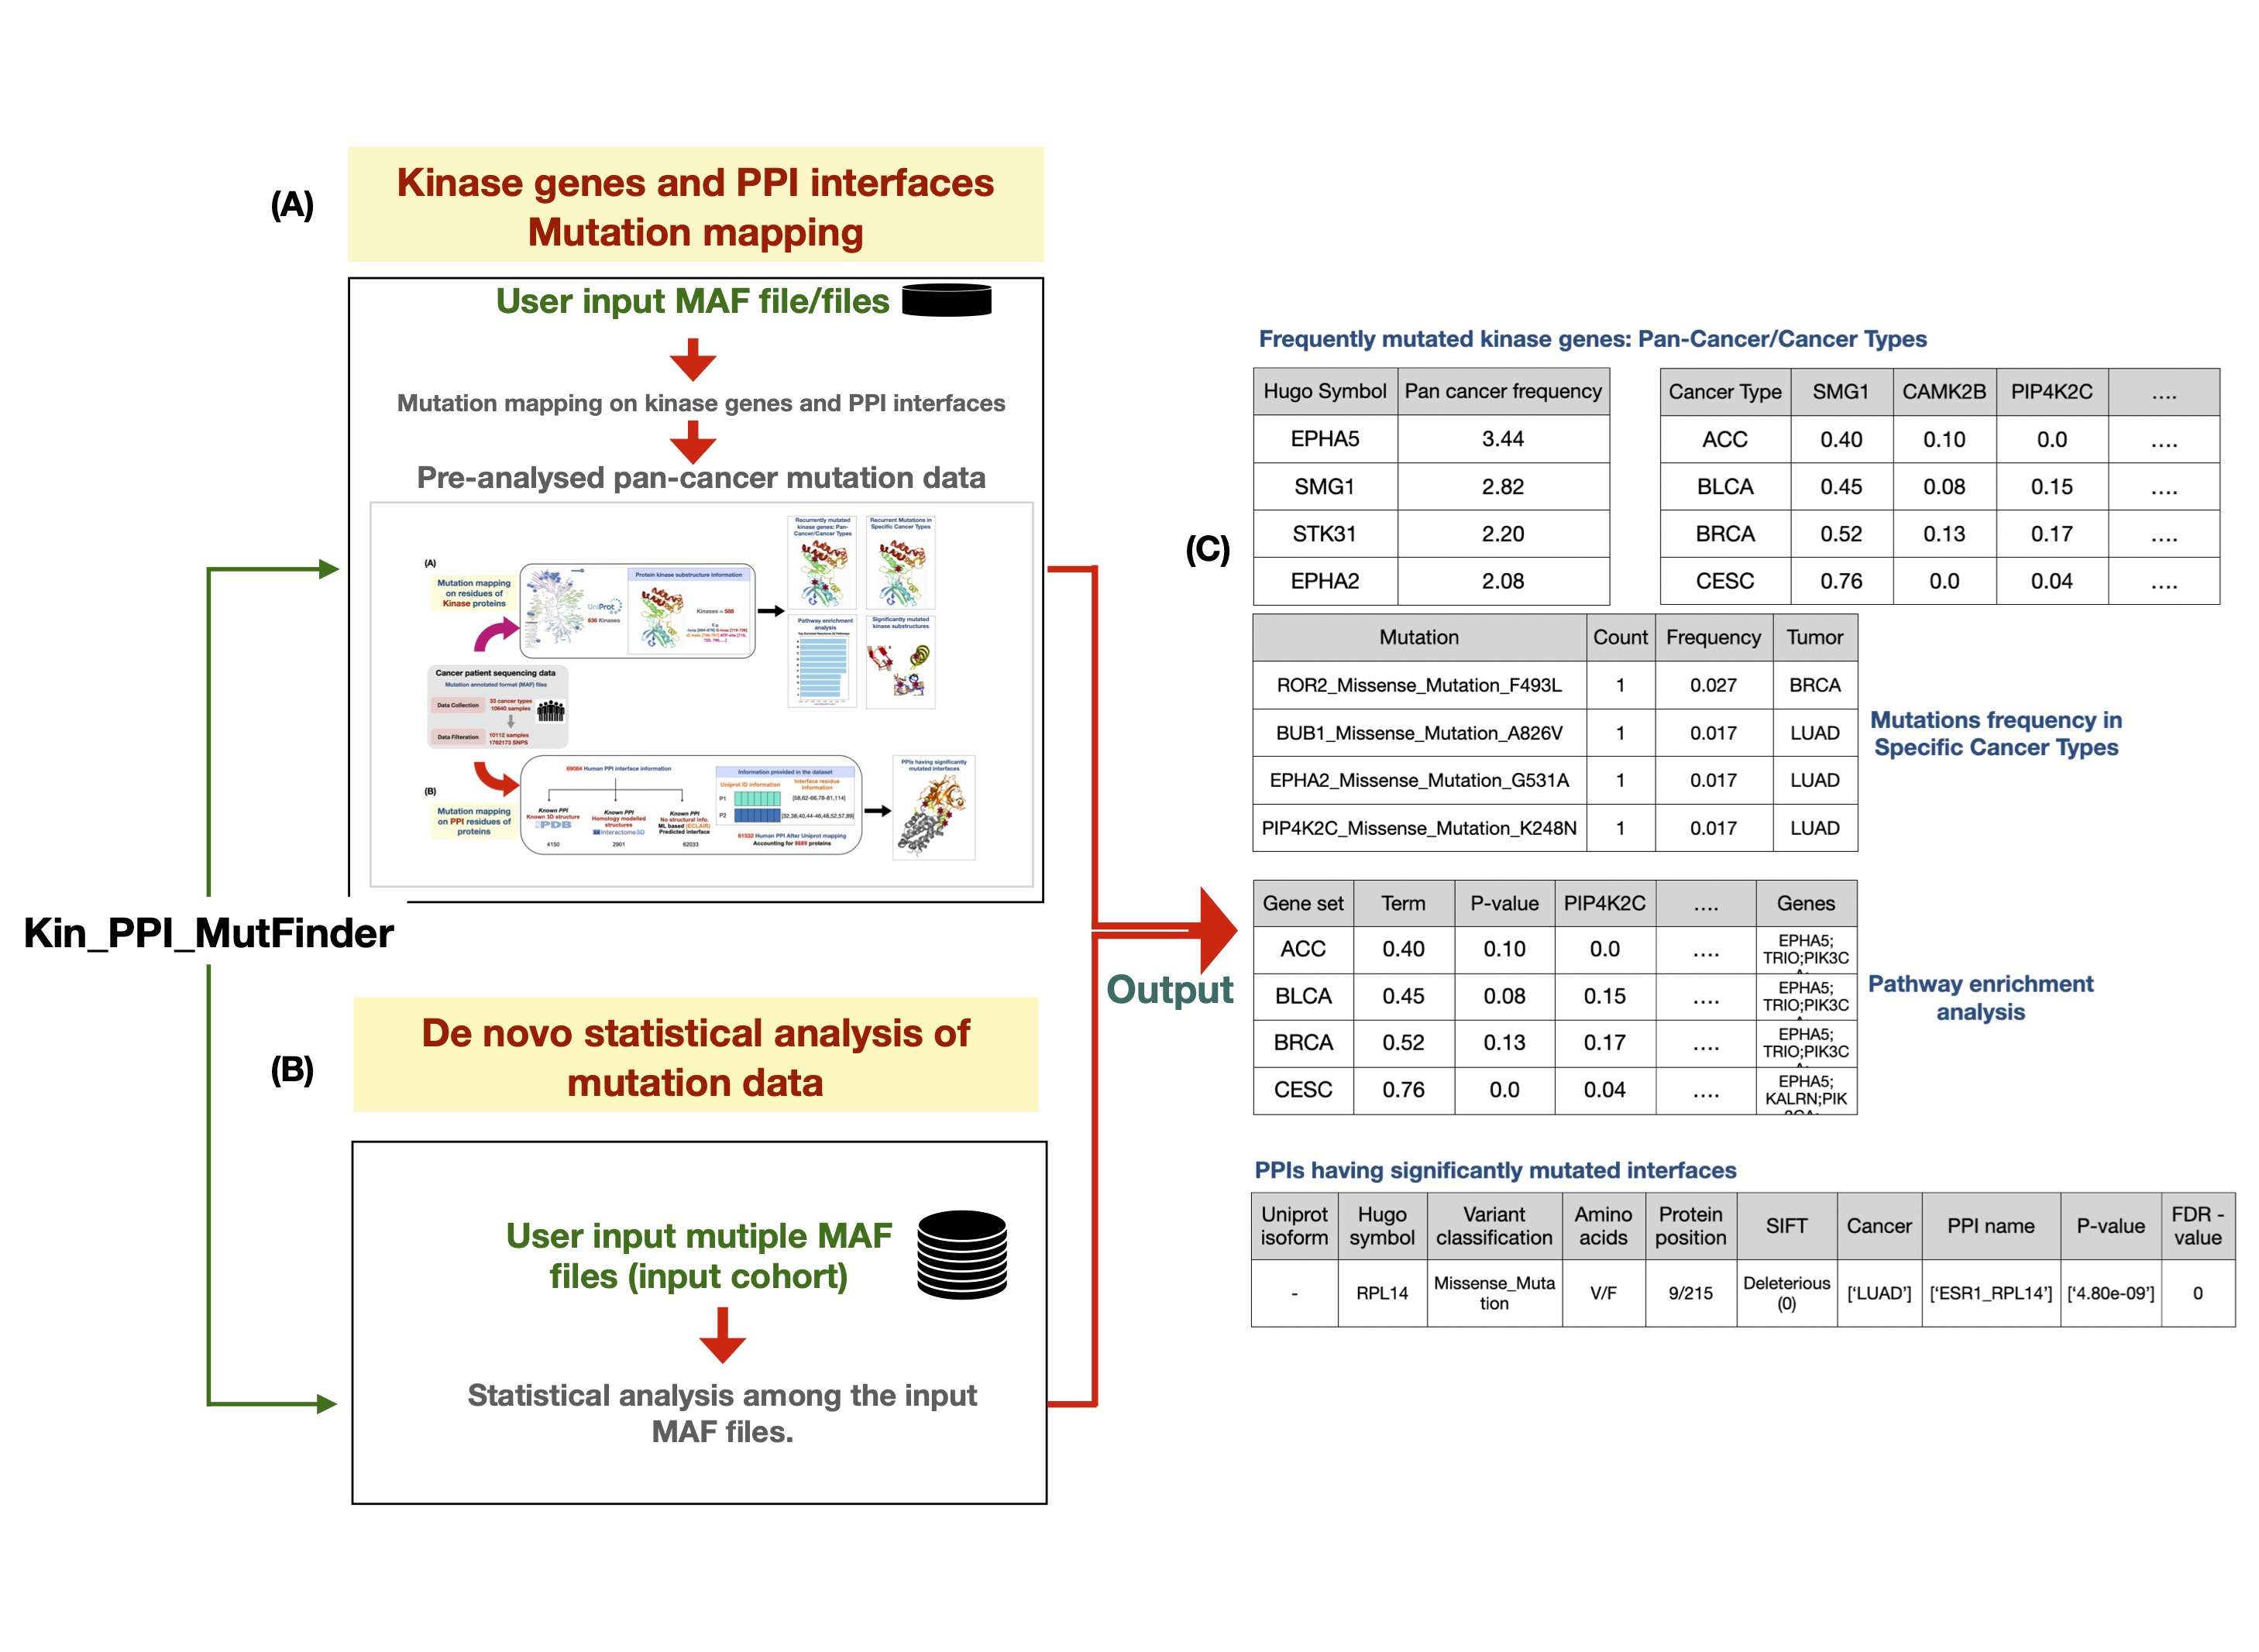 (A)
Kinase genes and PPI interfaces
Mutation mapping
User input MAF file/files
Mutation mapping on kinase genes and PPI interfaces
Pre-analysed pan-cancer mutation data
(A)
Mutation mapping
on residues of
Kinase proteins
UniProt
636 Kinases
Protein kinase substructure information
Kinases = 588
E.g.
Recurrently mutated
kinase genes: Pan-
Cancer/Cancer Types
Recurrent Mutations in
Specific Cancer Types
Pathway enrichment
analysis
Significantly mutated
kinase substructures
Cancer patient sequencing data
Mutation annotated format (MAF) files
Data Collection
33 cancer types
10640 samples
Data Filteration
10112 samples
1762173 SNPS
(B)
Mutation mapping
on PPI residues of
proteins
69084 Human PPI interface information
Known PPI
Known 3D structure
PDB
4150
Known PPI
Homology modelled
structures
Interactome3D
2901
Known PPI
No structural info.
ML based (ECLAIR)
Predicted interface
62033
Information provided in the dataset
Uniprot ID information
Interface residue
information
P1
[58,62-66,78-81,114]
P2
[32,38,40,44-46,48,52,57,89]
61532 Human PPI After Uniprot mapping
Accounting for 8689 proteins
PPIs having significantly
mutated interfaces
Kin_PPI_MutFinder
(B)
De novo statistical analysis of
mutation data
User input mutiple MAF
files (input cohort)
Statistical analysis among the input
MAF files.
Output
(C)
Frequently mutated kinase genes: Pan-Cancer/Cancer Types
Hugo Symbol Pan cancer frequency
EPHA5 3.44
SMG1 2.82
STK31 2.20
EPHA2 2.08
Cancer Type SMG1 CAMK2B PIP4K2C ....
ACC 0.40 0.10 0.0 ....
BLCA 0.45 0.08 0.15 ....
BRCA 0.52 0.13 0.17 ....
CESC 0.76 0.0 0.04 ....
Mutation Count Frequency Tumor
ROR2_Missense_Mutation_F493L 1 0.027 BRCA
BUB1_Missense_Mutation_A826V 1 0.017 LUAD
EPHA2_Missense_Mutation_G531A 1 0.017 LUAD
PIP4K2C_Missense_Mutation_K248N 1 0.017 LUAD
Mutations frequency in
Specific Cancer Types
Gene set Term P-value PIP4K2C .... Genes
ACC 0.40 0.10 0.0 .... EPHA5;
TRIO;PIK3C
BLCA 0.45 0.08 0.15 .... EPHA5;
TRIO;PIK3C
BRCA 0.52 0.13 0.17 .... EPHA5;
TRIO;PIK3C
CESC 0.76 0.0 0.04 .... EPHA5;
KALRN;PIK
Pathway enrichment
analysis
PPIs having significantly mutated interfaces
Uniprot isoform Hugo symbol Variant classification Amino acids Protein position SIFT Cancer PPI name P-value FDR - value
- RPL14 Missense_Mutation V/F 9/215 Deleterious (0) [‘LUAD’] [‘ESR1_RPL14’] [‘4.80e-09’] 0